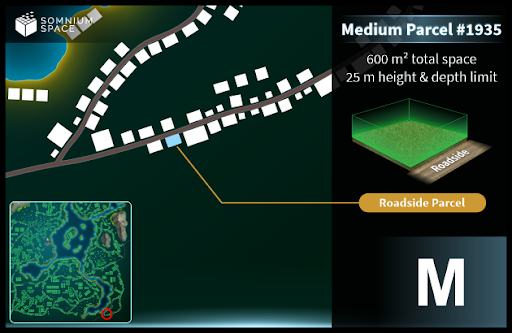 SOMNIUM
SPACE
Medium Parcel #1935
600 m² total space
25 m height & depth limit
Roadside
Roadside Parcel
M